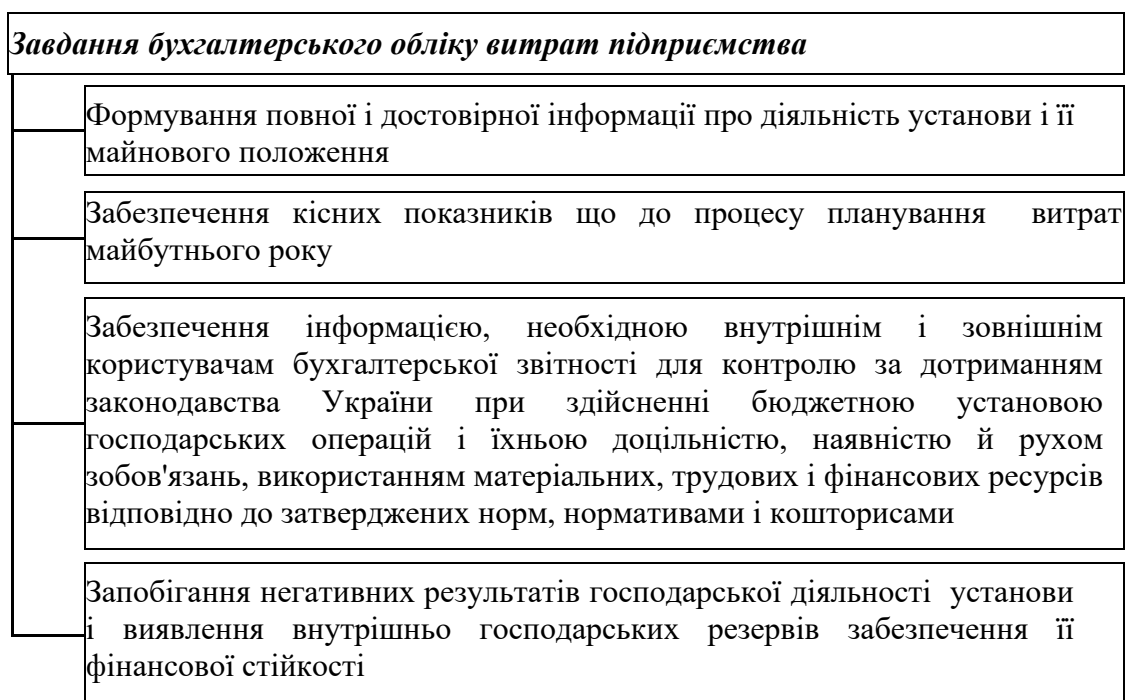 Завдання бухгалтерського обліку витрат підприємства
Формування повної і достовірної інформації про діяльність установи і її
майнового положення
Забезпечення кісних показників що до процесу планування витрат
майбутнього року
Забезпечення інформацією, необхідною внутрішнім і зовнішнім
користувачам бухгалтерської звітності для контролю за дотриманням
законодавства України при здійсненні бюджетною установою
господарських операцій і їхньою доцільністю, наявністю й рухом
зобов'язань, використанням матеріальних, трудових і фінансових ресурсів
відповідно до затверджених норм, нормативами і кошторисами
Запобігання негативних результатів господарської діяльності установи
і виявлення внутрішньо господарських резервів забезпечення її
фінансової стійкості